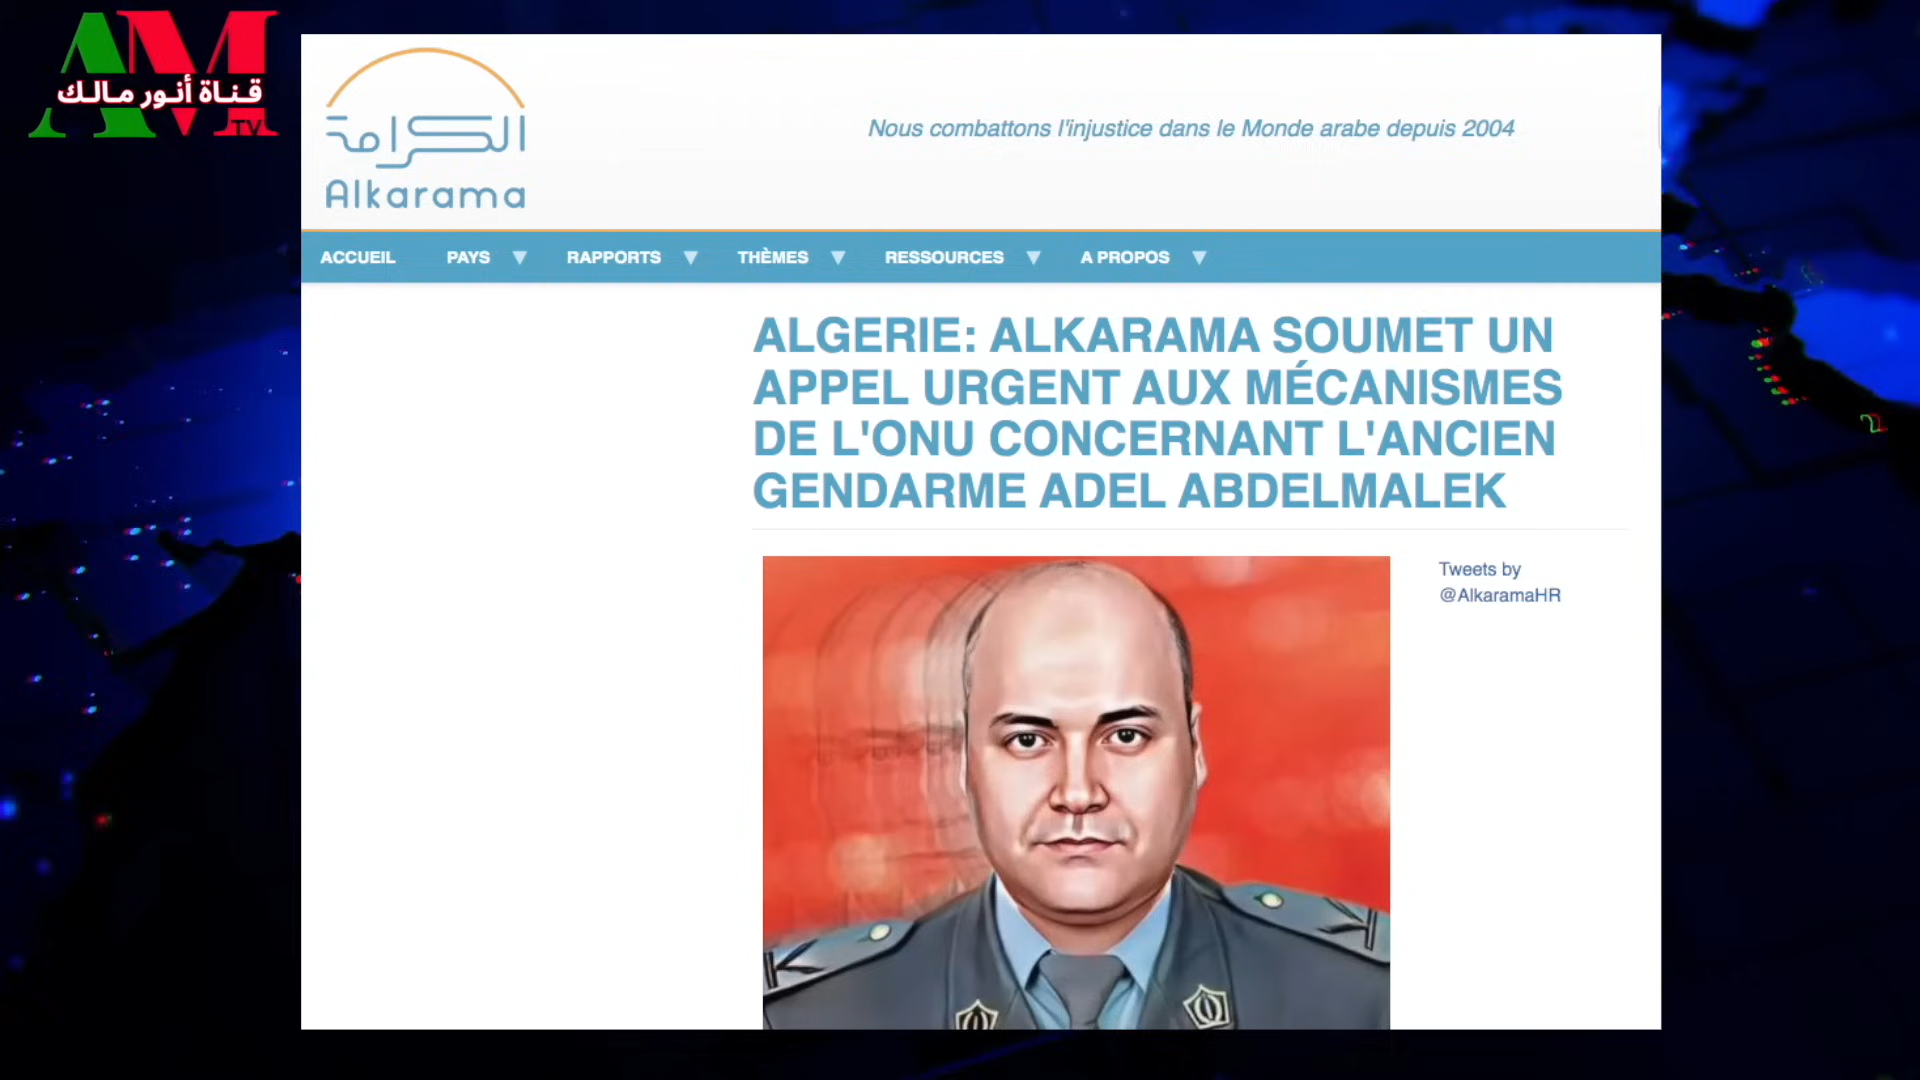 AM
قناة أنور مالك
TV
الكرامة
Alkarama
Nous combattons l'injustice dans le Monde arabe depuis 2004
ACCUEIL PAYS RAPPORTS THÈMES RESSOURCES A PROPOS
ALGERIE: ALKARAMA SOUMET UN
APPEL URGENT AUX MÉCANISMES
DE L'ONU CONCERNANT L'ANCIEN
GENDARME ADEL ABDELMALEK
Tweets by
@AlkaramaHR